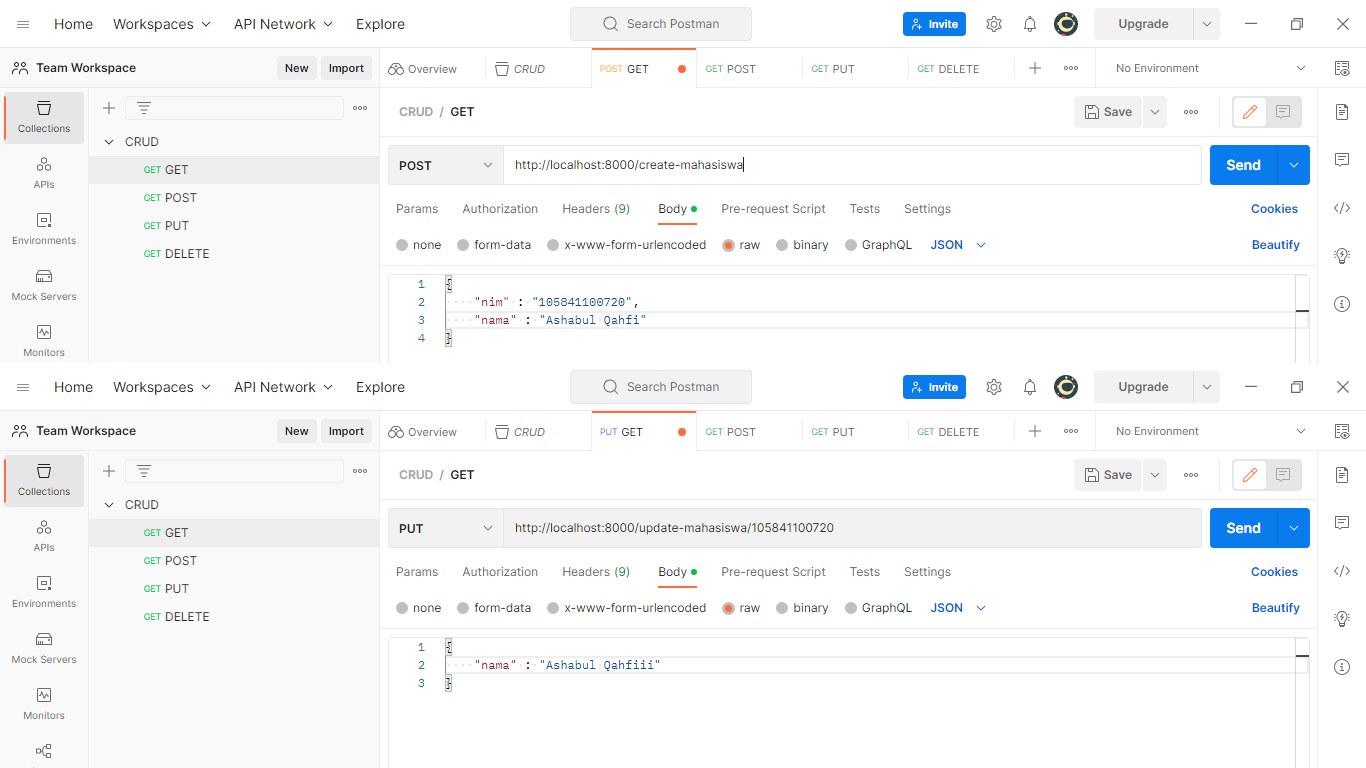 Home Workspaces API Network Explore Search Postman Invite Upgrade
Team Workspace New Import Overview CRUD POST GET GET POST GET PUT GET DELETE No Environment
CRUD / GET Save
Collections
CRUD
GET GET
POST http://localhost:8000/create-mahasiswa Send
APIs
GET POST
Params Authorization Headers (9) Body Pre-request Script Tests Settings Cookies
GET PUT
Environments
none form-data x-www-form-urlencoded raw binary GraphQL JSON Beautify
GET DELETE
Mock Servers
Monitors
1 {
2 "nim" : "105841100720",
3 "nama" : "Ashabul Qahfi"
4 }
Home Workspaces API Network Explore Search Postman Invite Upgrade
Team Workspace New Import Overview CRUD PUT GET GET POST GET PUT GET DELETE No Environment
CRUD / GET Save
Collections
CRUD
GET GET
PUT http://localhost:8000/update-mahasiswa/105841100720 Send
APIs
GET POST
Params Authorization Headers (9) Body Pre-request Script Tests Settings Cookies
GET PUT
Environments
none form-data x-www-form-urlencoded raw binary GraphQL JSON Beautify
GET DELETE
Mock Servers
Monitors
1 {
2 "nama" : "Ashabul Qahfiii"
3 }